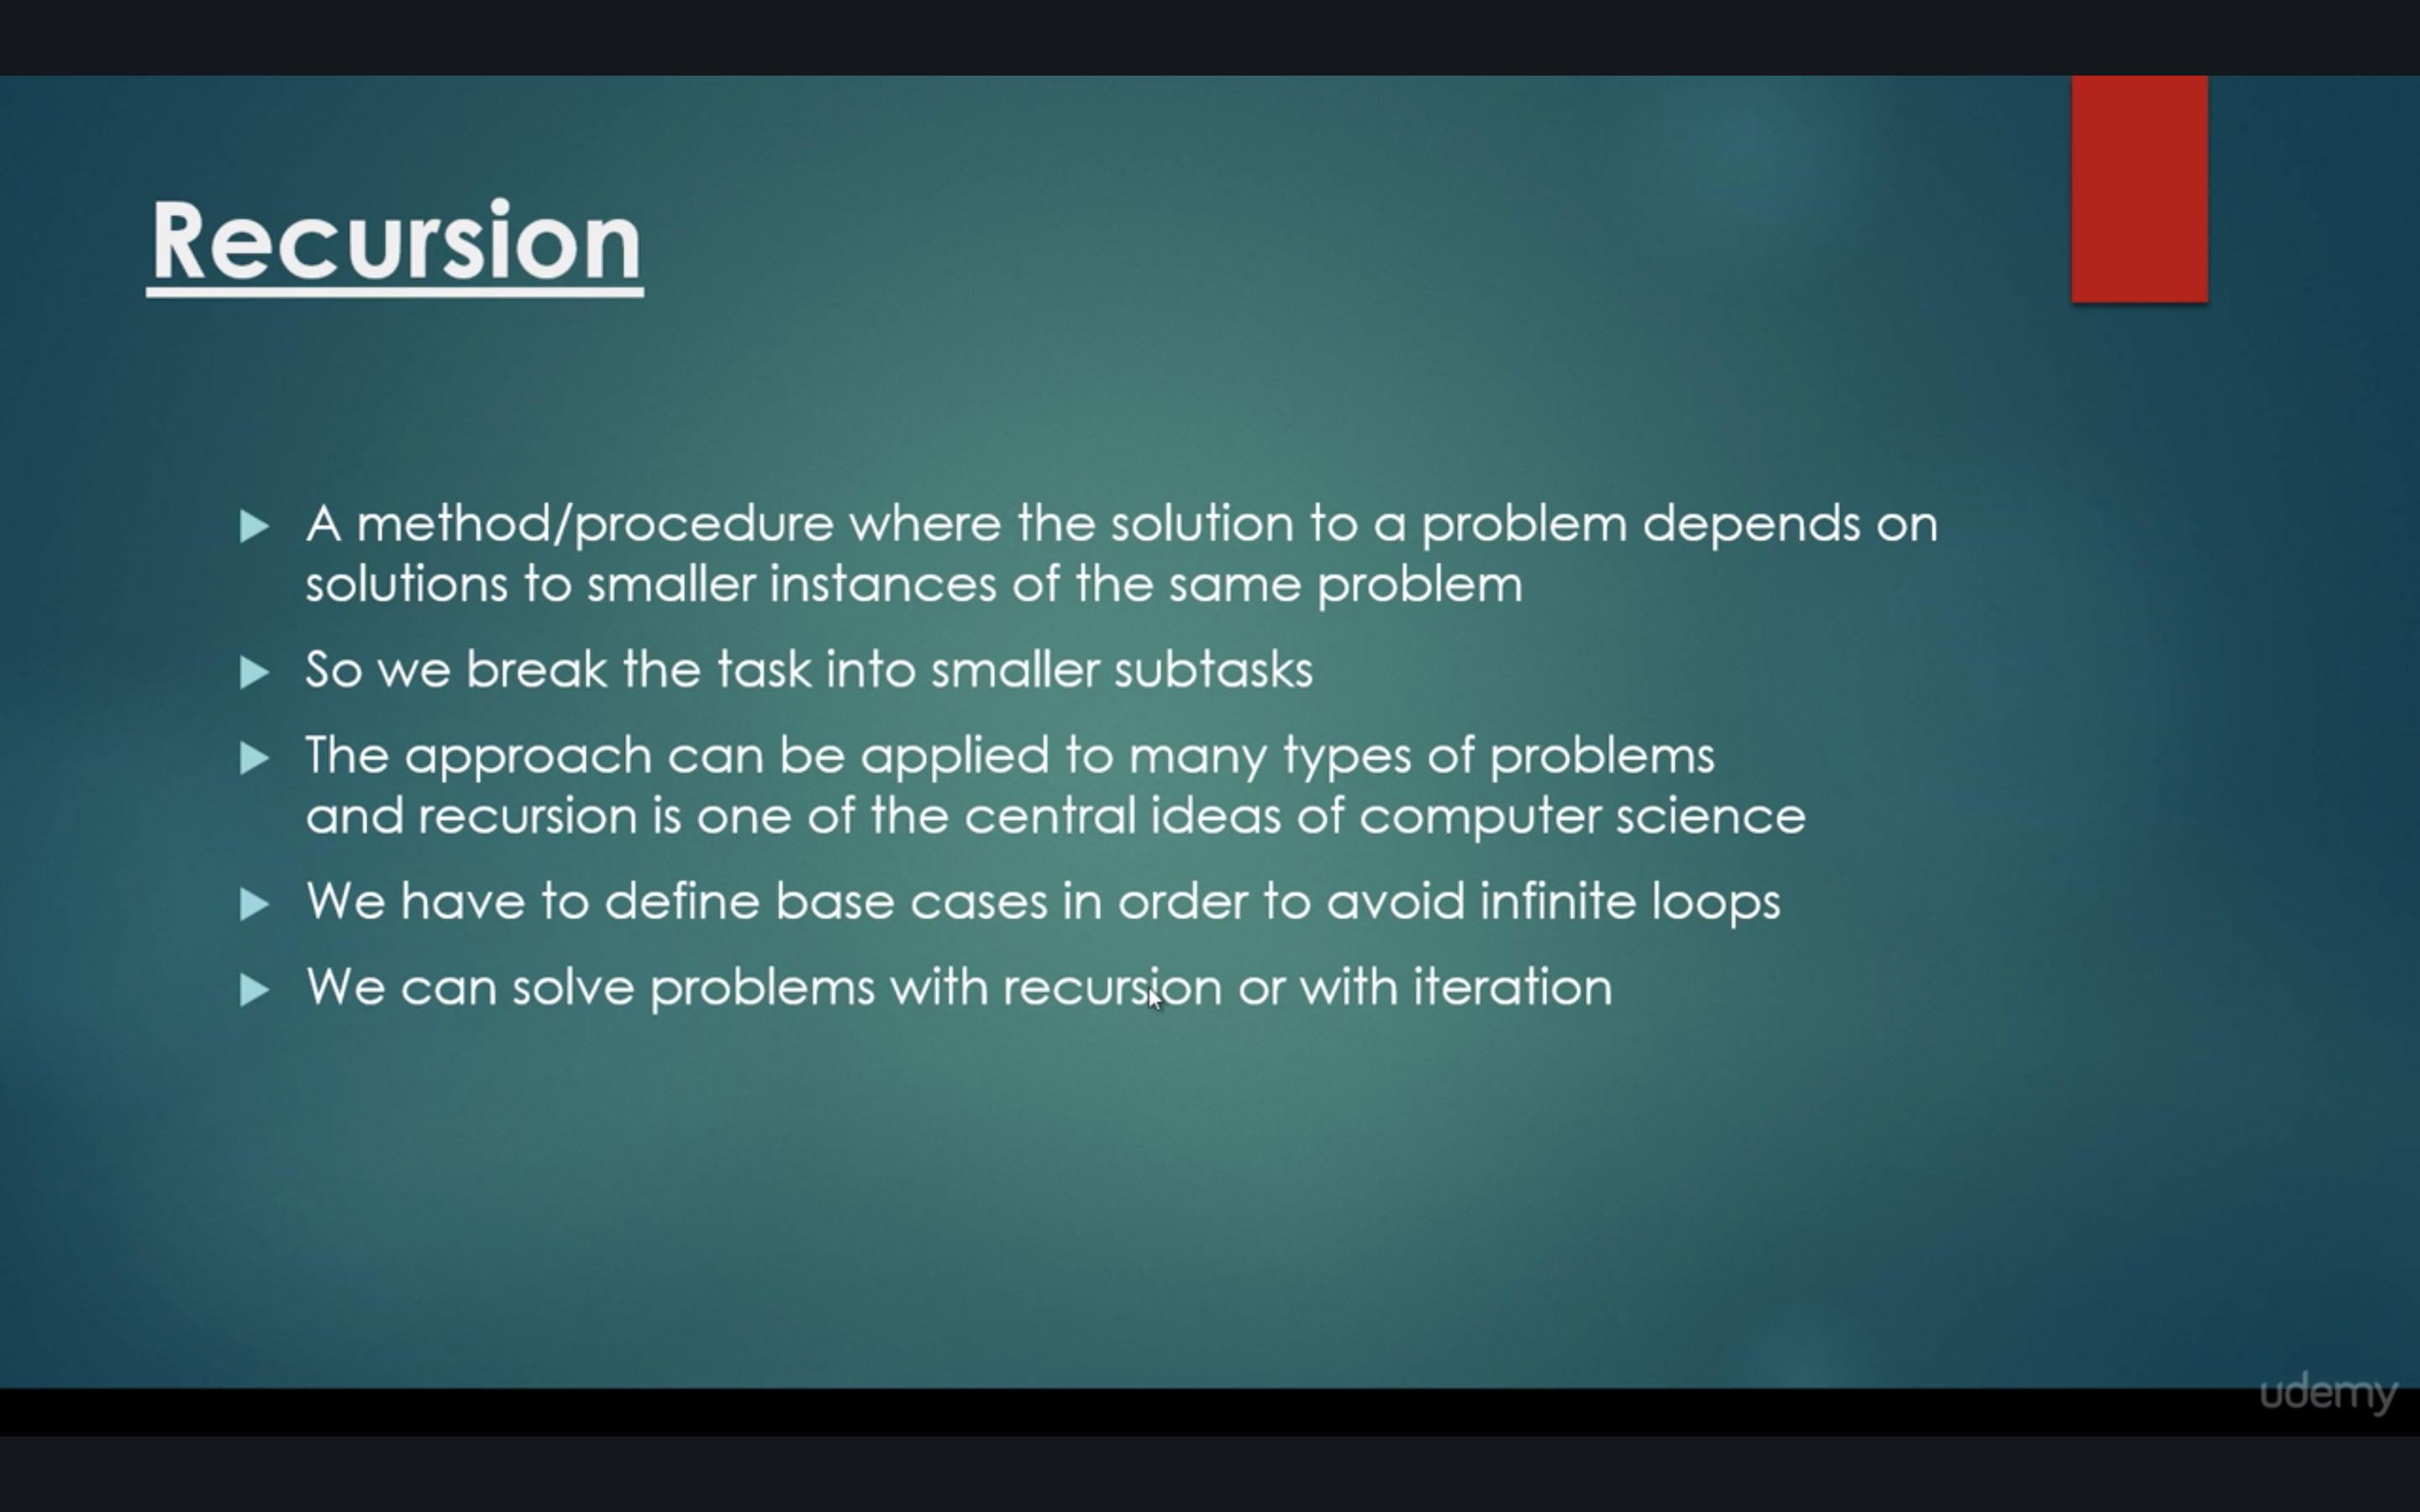 Recursion
A method/procedure where the solution to a problem depends on
solutions to smaller instances of the same problem
So we break the task into smaller subtasks
The approach can be applied to many types of problems
and recursion is one of the central ideas of computer science
We have to define base cases in order to avoid infinite loops
We can solve problems with recursion or with iteration
udemy